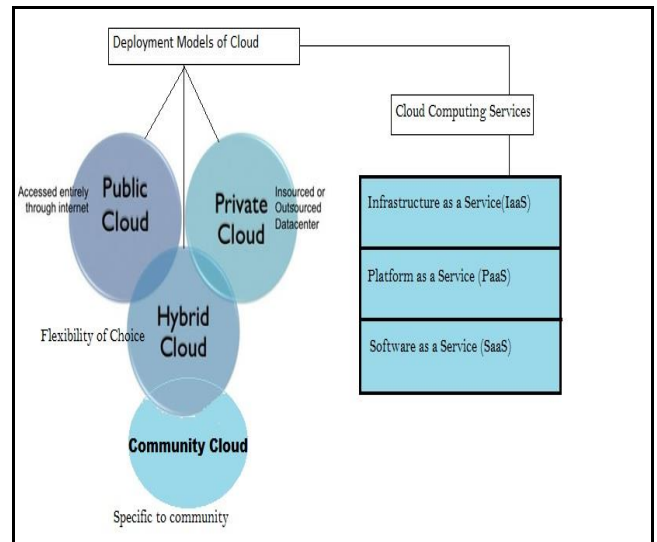 Deployment Models of Cloud
Cloud Computing Services
Accessed entirely
through internet
Public
Cloud
Private
Cloud
Insourced or
Outsourced
Datacenter
Flexibility of Choice
Hybrid
Cloud
Community Cloud
Specific to community
Infrastructure as a Service(IaaS)
Platform as a Service (PaaS)
Software as a Service (SaaS)